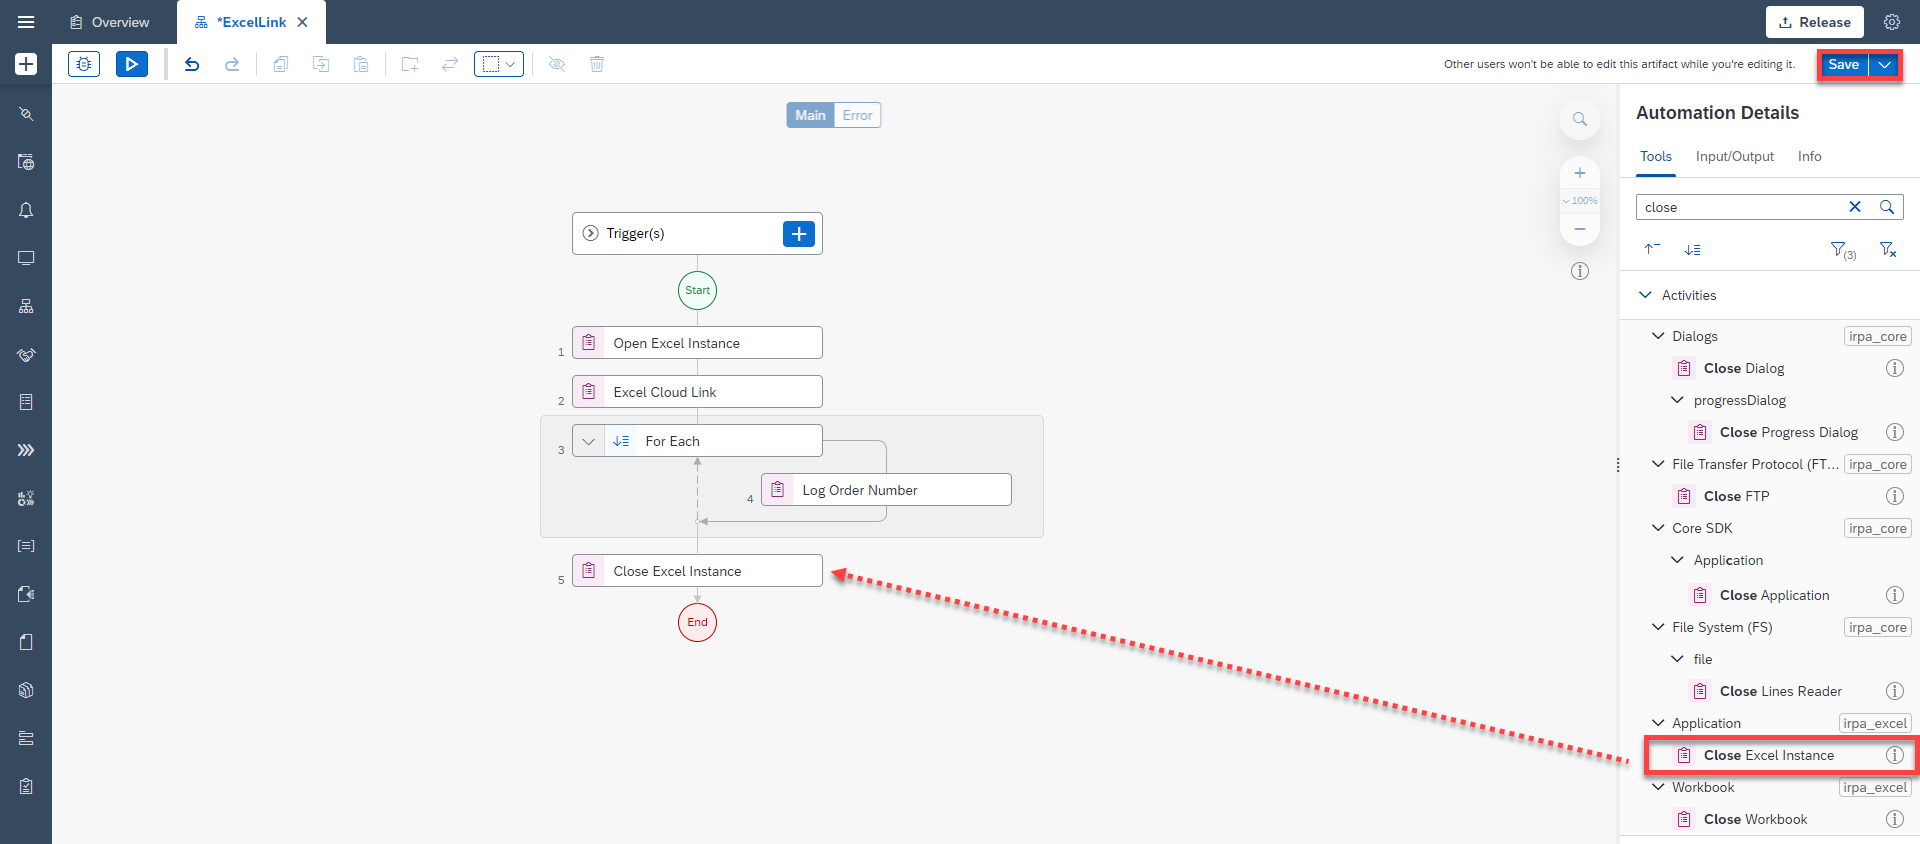 Overview
*ExcelLink
Release
Other users won't be able to edit this artifact while you're editing it.
Save
Main
Error
100%
Trigger(s)
Start
1
Open Excel Instance
2
Excel Cloud Link
3
For Each
4
Log Order Number
5
Close Excel Instance
End
Automation Details
Tools
Input/Output
Info
close
(3)
Activities
Dialogs
irpa_core
Close Dialog
progressDialog
Close Progress Dialog
File Transfer Protocol (FT...
irpa_core
Close FTP
Core SDK
irpa_core
Application
Close Application
File System (FS)
irpa_core
file
Close Lines Reader
Application
irpa_excel
Close Excel Instance
Workbook
irpa_excel
Close Workbook